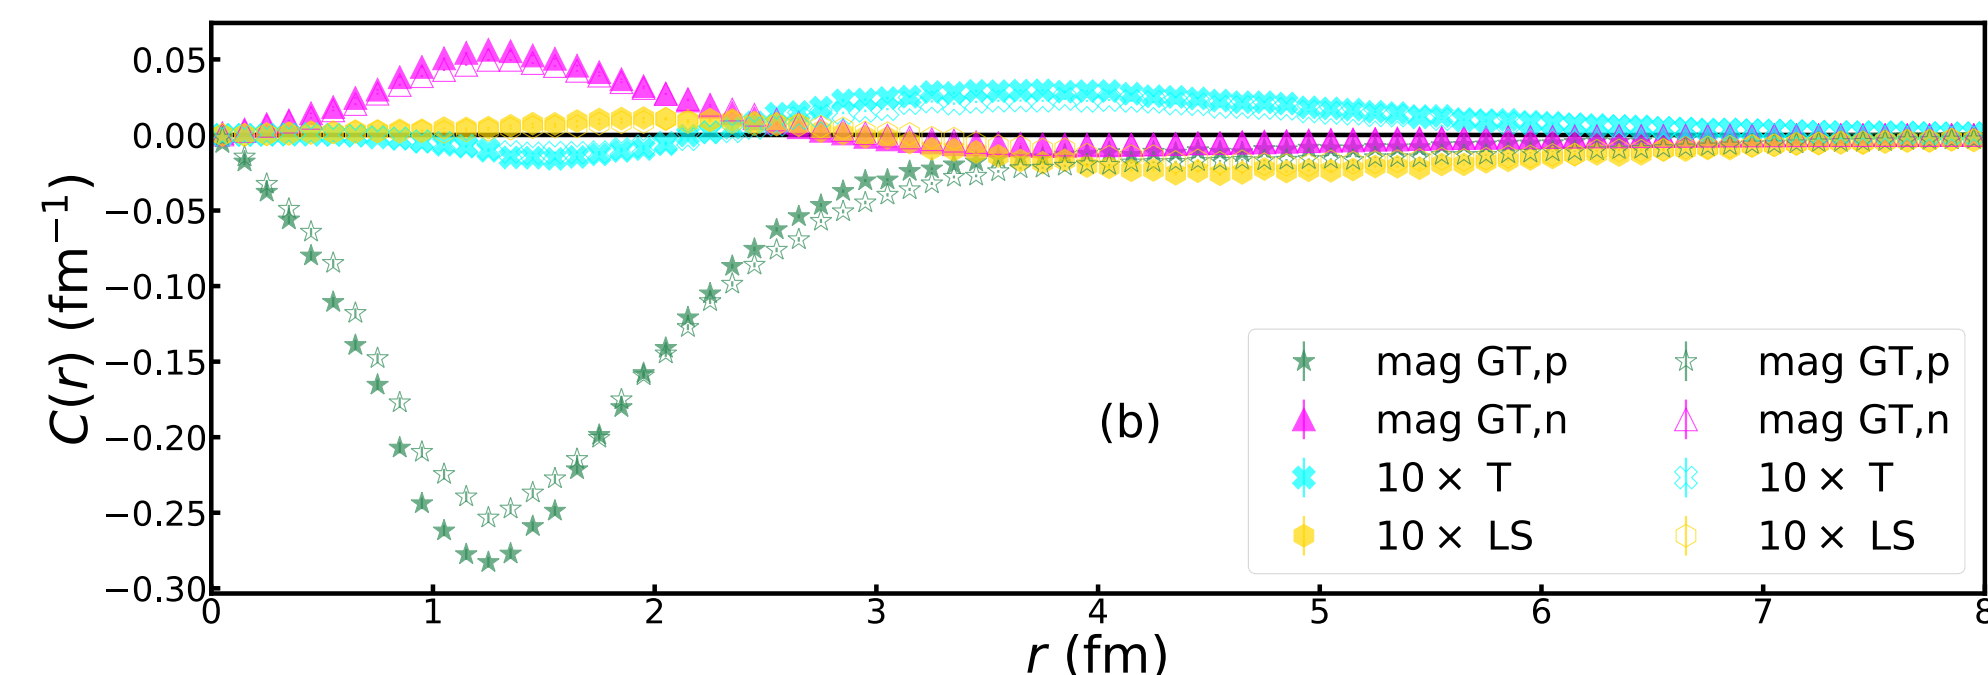 0.05
0.00
−0.05
−0.10
−0.15
−0.20
−0.25
−0.30
C(r) (fm⁻¹)
0 1 2 3 4 5 6 7 8
r (fm)
(b)
mag GT,p mag GT,p
mag GT,n mag GT,n
10 × T 10 × T
10 × LS 10 × LS